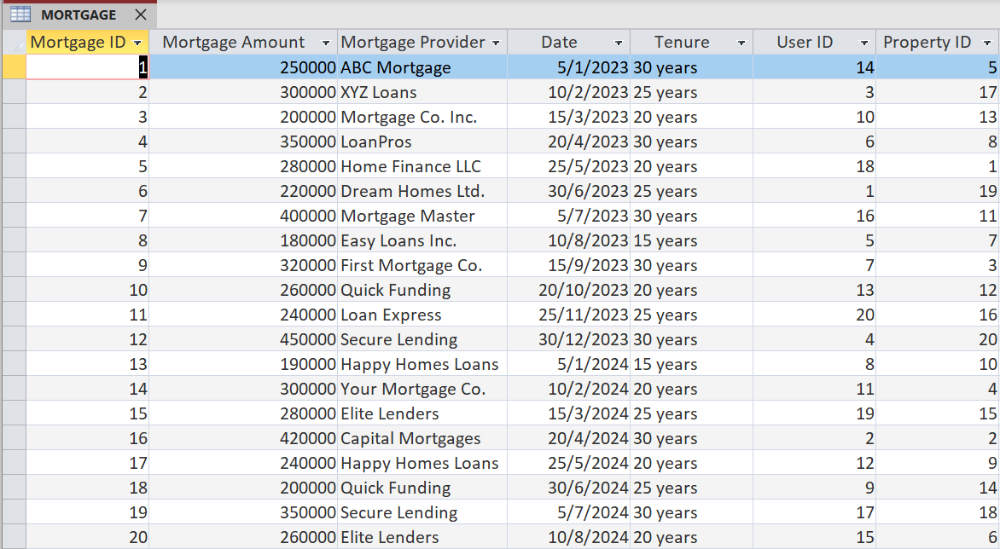 MORTGAGE
Mortgage ID Mortgage Amount Mortgage Provider Date Tenure User ID Property ID
1 250000 ABC Mortgage 5/1/2023 30 years 14 5
2 300000 XYZ Loans 10/2/2023 25 years 3 17
3 200000 Mortgage Co. Inc. 15/3/2023 20 years 10 13
4 350000 LoanPros 20/4/2023 30 years 6 8
5 280000 Home Finance LLC 25/5/2023 20 years 18 1
6 220000 Dream Homes Ltd. 30/6/2023 25 years 1 19
7 400000 Mortgage Master 5/7/2023 30 years 16 11
8 180000 Easy Loans Inc. 10/8/2023 15 years 5 7
9 320000 First Mortgage Co. 15/9/2023 30 years 7 3
10 260000 Quick Funding 20/10/2023 20 years 13 12
11 240000 Loan Express 25/11/2023 25 years 20 16
12 450000 Secure Lending 30/12/2023 30 years 4 20
13 190000 Happy Homes Loans 5/1/2024 15 years 8 10
14 300000 Your Mortgage Co. 10/2/2024 20 years 11 4
15 280000 Elite Lenders 15/3/2024 25 years 19 15
16 420000 Capital Mortgages 20/4/2024 30 years 2 2
17 240000 Happy Homes Loans 25/5/2024 20 years 12 9
18 200000 Quick Funding 30/6/2024 25 years 9 14
19 350000 Secure Lending 5/7/2024 30 years 17 18
20 260000 Elite Lenders 10/8/2024 20 years 15 6